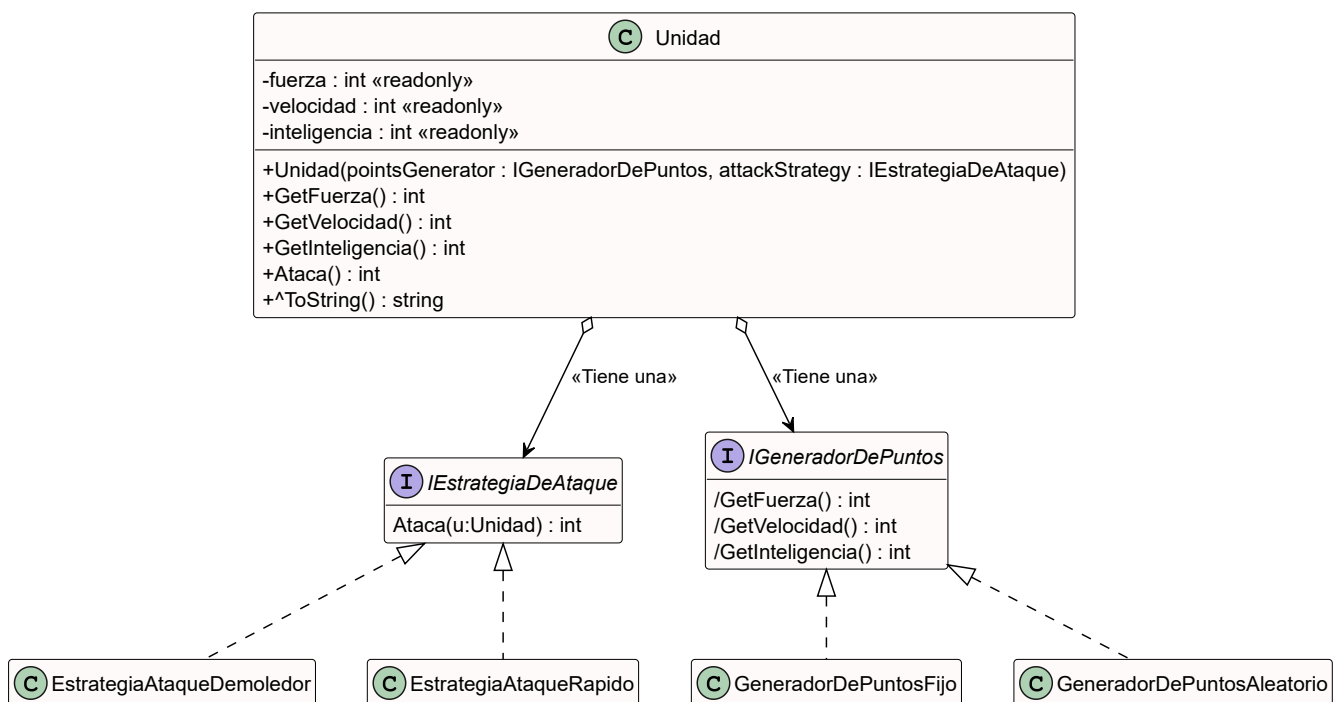 C Unidad
-fuerza : int «readonly»
-velocidad : int «readonly»
-inteligencia : int «readonly»
+Unidad(pointsGenerator : IGeneradorDePuntos, attackStrategy : IEstrategiaDeAtaque)
+GetFuerza() : int
+GetVelocidad() : int
+GetInteligencia() : int
+Ataca() : int
+^ToString() : string
«Tiene una»
«Tiene una»
I IEstrategiaDeAtaque
Ataca(u:Unidad) : int
I IGeneradorDePuntos
/GetFuerza() : int
/GetVelocidad() : int
/GetInteligencia() : int
C EstrategiaAtaqueDemoledor
C EstrategiaAtaqueRapido
C GeneradorDePuntosFijo
C GeneradorDePuntosAleatorio